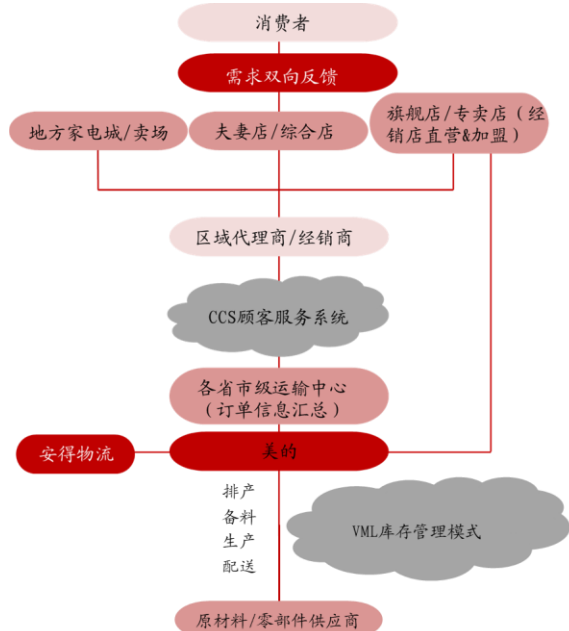 消费者
需求双向反馈
地方家电城/卖场
夫妻店/综合店
旗舰店/专卖店（经
销店直营&加盟）
区域代理商/经销商
CCS顾客服务系统
各省市级运输中心
（订单信息汇总）
安得物流
美的
排产
备料
生产
配送
VML库存管理模式
原材料/零部件供应商